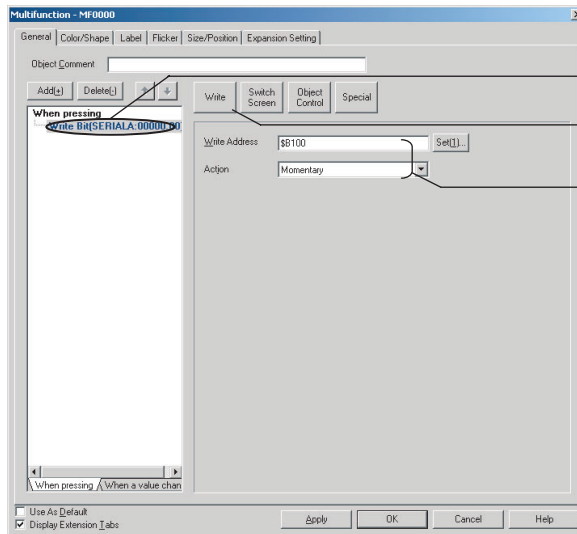 Multifunction - MF0000
General Color/Shape Label Flicker Size/Position Expansion Setting
Object Comment
Add(+) Delete(-)
Write Switch Screen Object Control Special
When pressing
Write Bit(SERIALA:00000.00)
Write Address $B100 Set(1)...
Action Momentary
When pressing When a value chan
Use As Default
Display Extension Tabs
Apply OK Cancel Help